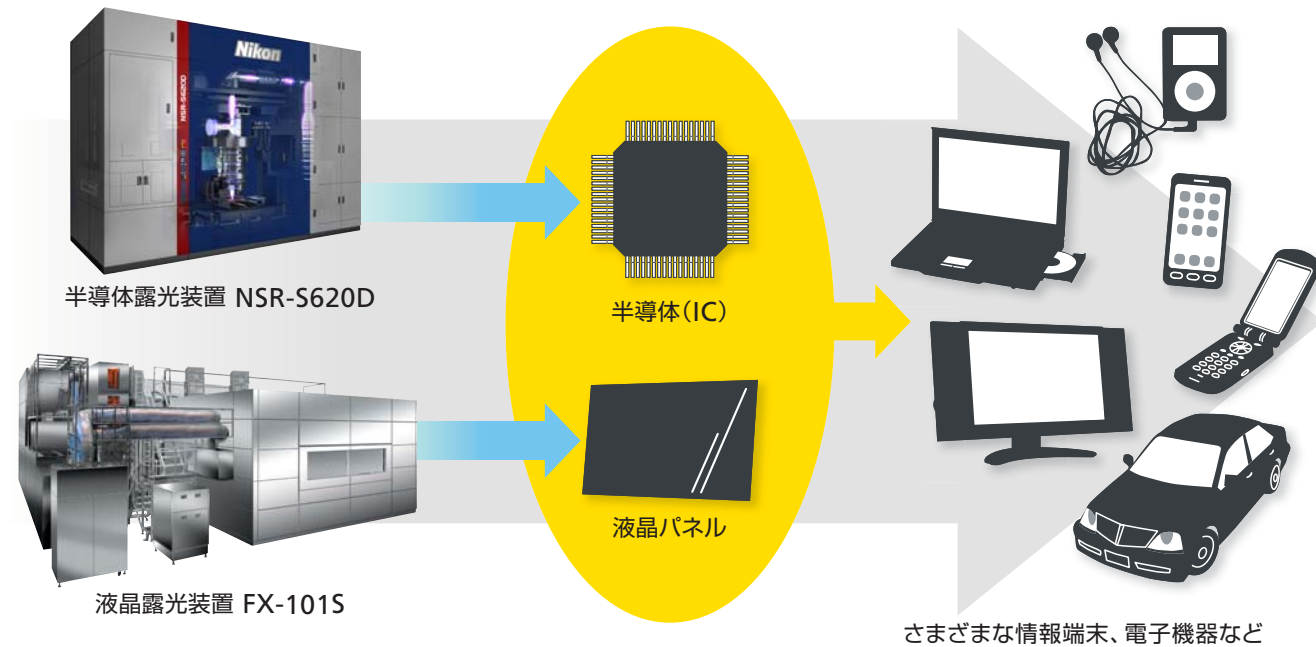 Nikon
NSR-S620D
半導体露光装置 NSR-S620D
半導体（IC）
液晶パネル
液晶露光装置 FX-101S
さまざまな情報端末、電子機器など